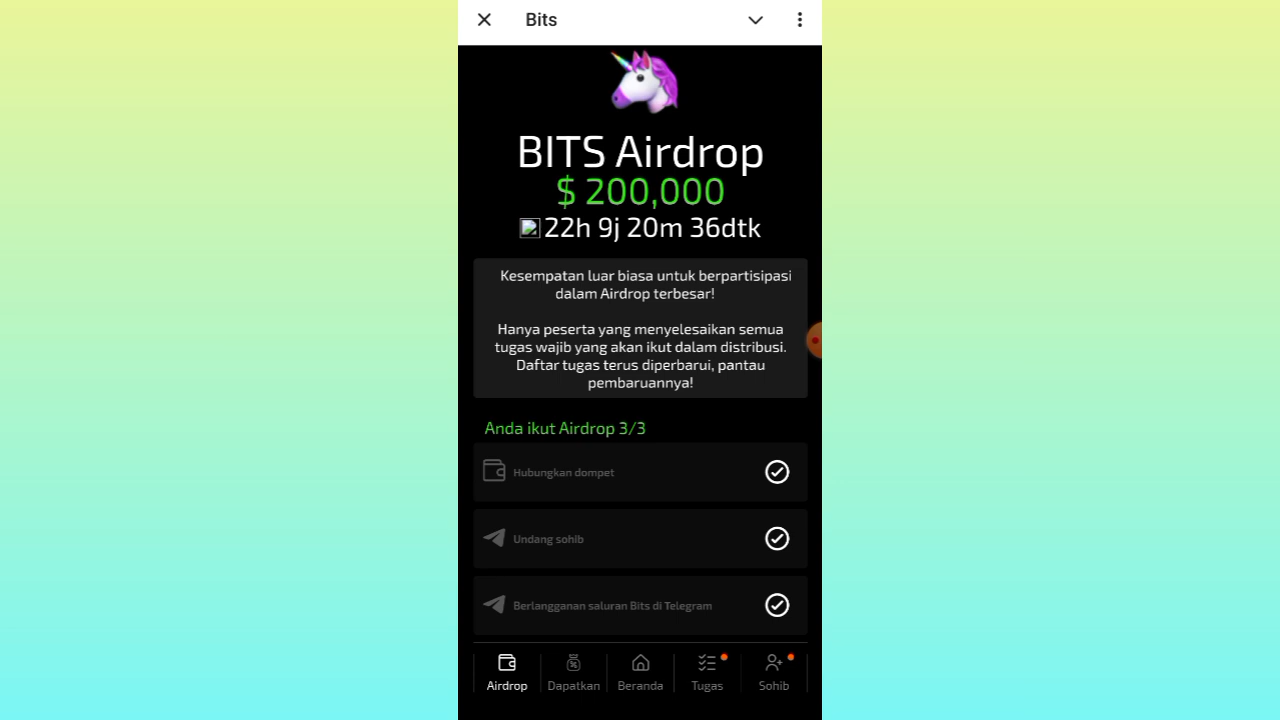 Bits
BITS Airdrop
$ 200,000
22h 9j 20m 36dtk
Kesempatan luar biasa untuk berpartisipasi
dalam Airdrop terbesar!
Hanya peserta yang menyelesaikan semua
tugas wajib yang akan ikut dalam distribusi.
Daftar tugas terus diperbarui, pantau
pembaruannya!
Anda ikut Airdrop 3/3
Hubungkan dompet
Undang sohib
Berlangganan saluran Bits di Telegram
Airdrop Dapatkan Beranda Tugas Sohib